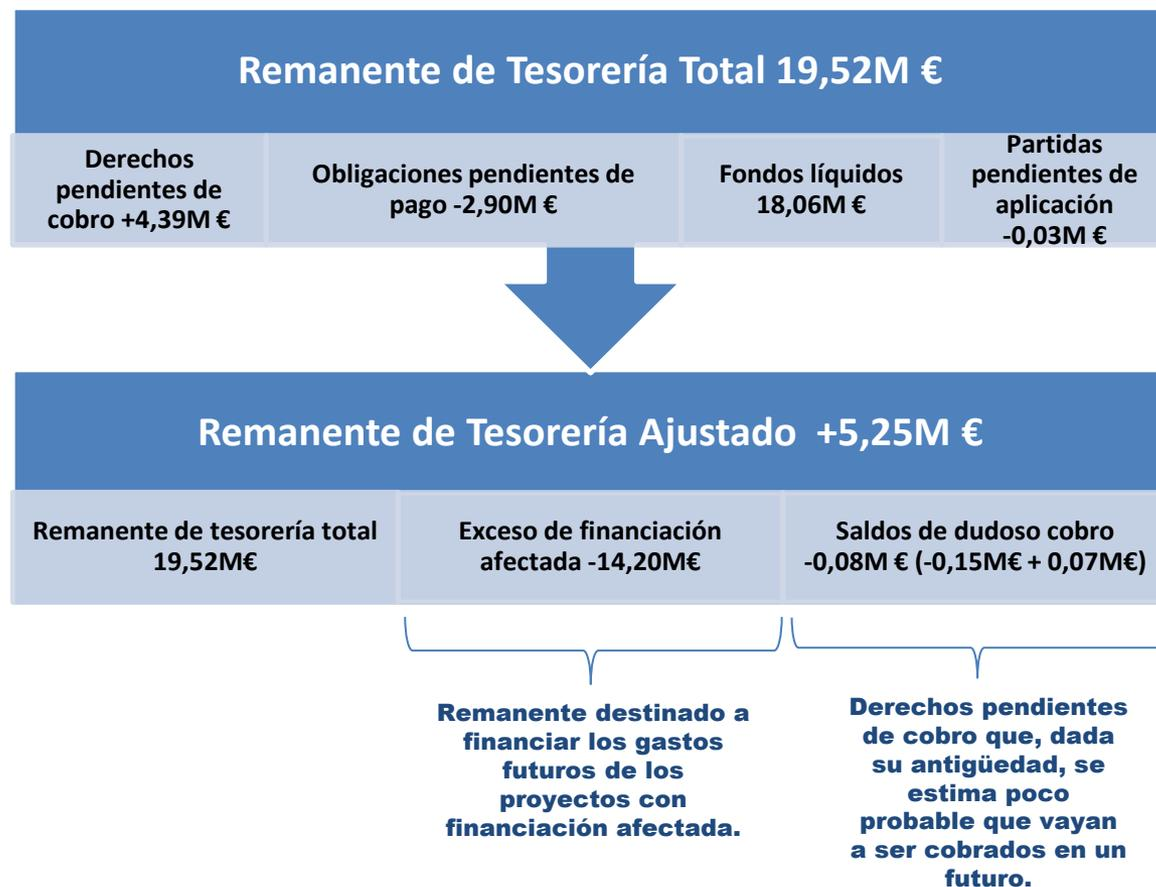 Remanente de Tesorería Total 19,52M €
Derechos
pendientes de
cobro +4,39M €
Obligaciones pendientes de
pago -2,90M €
Fondos líquidos
18,06M €
Partidas
pendientes de
aplicación
-0,03M €
Remanente de Tesorería Ajustado +5,25M €
Remanente de tesorería total
19,52M€
Exceso de financiación
afectada -14,20M€
Saldos de dudoso cobro
-0,08M € (-0,15M€ + 0,07M€)
Remanente destinado a
financiar los gastos
futuros de los
proyectos con
financiación afectada.
Derechos pendientes
de cobro que, dada
su antigüedad, se
estima poco
probable que vayan
a ser cobrados en un
futuro.